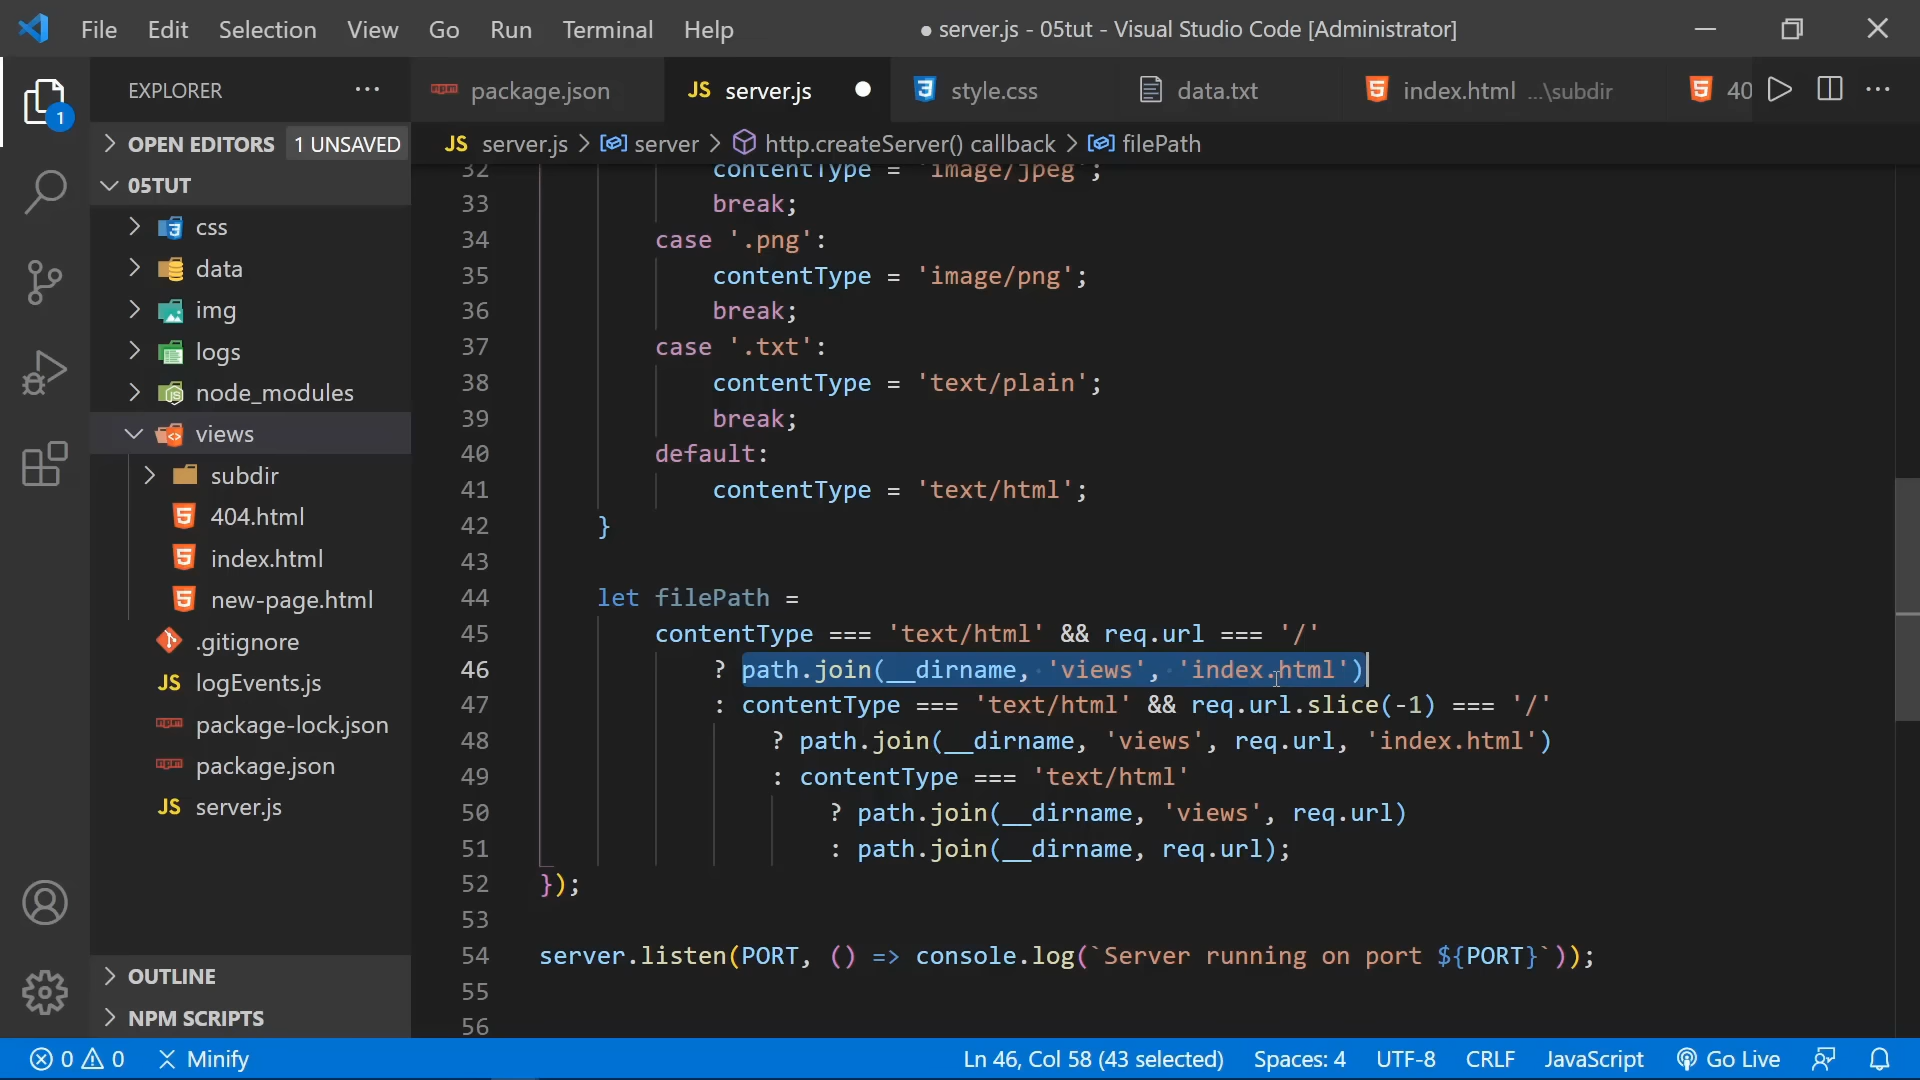 File Edit Selection View Go Run Terminal Help ● server.js - 05tut - Visual Studio Code [Administrator]
EXPLORER ···
package.json
JS server.js
style.css
data.txt
index.html ...\subdir
40
1
OPEN EDITORS 1 UNSAVED
05TUT
css
data
img
logs
node_modules
views
subdir
404.html
index.html
new-page.html
.gitignore
JS logEvents.js
package-lock.json
package.json
JS server.js
OUTLINE
NPM SCRIPTS
JS server.js > server > http.createServer() callback > filePath
32 contentType = 'image/jpeg';
33 break;
34 case '.png':
35 contentType = 'image/png';
36 break;
37 case '.txt':
38 contentType = 'text/plain';
39 break;
40 default:
41 contentType = 'text/html';
42 }
43
44 let filePath =
45 contentType === 'text/html' && req.url === '/'
46 ? path.join(__dirname, 'views', 'index.html')
47 : contentType === 'text/html' && req.url.slice(-1) === '/'
48 ? path.join(__dirname, 'views', req.url, 'index.html')
49 : contentType === 'text/html'
50 ? path.join(__dirname, 'views', req.url)
51 : path.join(__dirname, req.url);
52 });
53
54 server.listen(PORT, () => console.log(`Server running on port ${PORT}`));
55
56
0 0 Minify Ln 46, Col 58 (43 selected) Spaces: 4 UTF-8 CRLF JavaScript Go Live